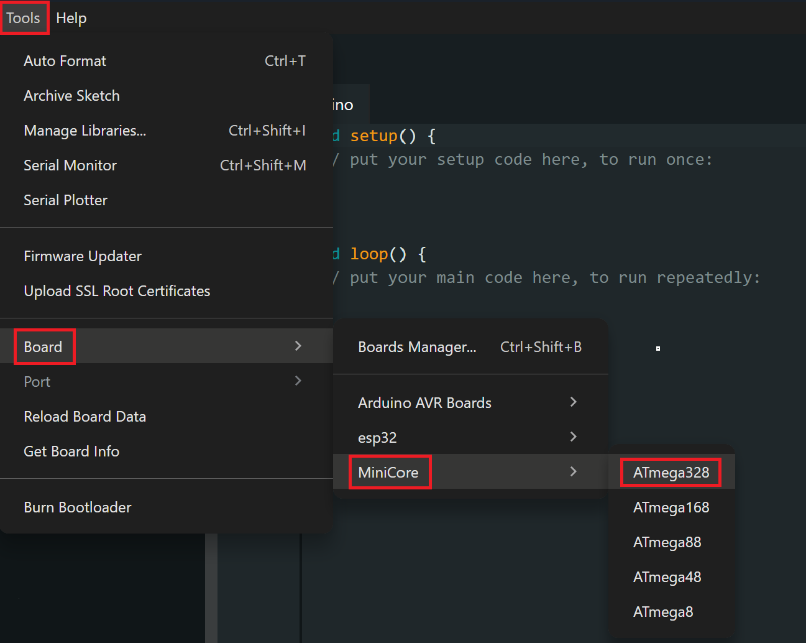 Tools Help
Auto Format Ctrl+T
Archive Sketch
Manage Libraries... Ctrl+Shift+I
Serial Monitor Ctrl+Shift+M
Serial Plotter
Firmware Updater
Upload SSL Root Certificates
Board
Port
Reload Board Data
Get Board Info
Burn Bootloader
ino
d setup() {
/ put your setup code here, to run once:
d loop() {
/ put your main code here, to run repeatedly:
Boards Manager... Ctrl+Shift+B
Arduino AVR Boards
esp32
MiniCore
ATmega328
ATmega168
ATmega88
ATmega48
ATmega8